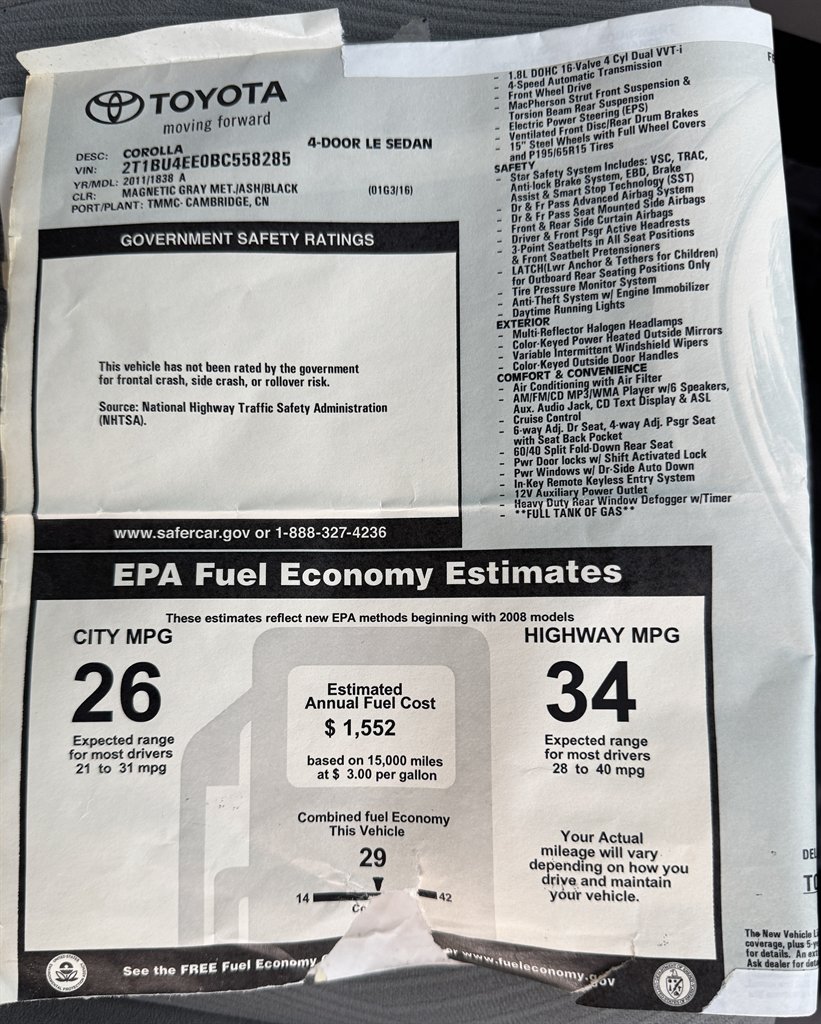 TOYOTA
moving forward
DESC: COROLLA 4-DOOR LE SEDAN
VIN: 2T1BU4EE0BC558285
YR/MDL: 2011/1838 A
CLR: MAGNETIC GRAY MET./ASH/BLACK (01G3/16)
PORT/PLANT: TMMC- CAMBRIDGE, CN
GOVERNMENT SAFETY RATINGS
This vehicle has not been rated by the government
for frontal crash, side crash, or rollover risk.
Source: National Highway Traffic Safety Administration
(NHTSA).
www.safercar.gov or 1-888-327-4236
- 1.8L DOHC 16-Valve 4 Cyl Dual VVT-i
- 4-Speed Automatic Transmission
- Front Wheel Drive
- MacPherson Strut Front Suspension &
Torsion Beam Rear Suspension
- Electric Power Steering (EPS)
- Ventilated Front Disc/Rear Drum Brakes
- 15" Steel Wheels with Full Wheel Covers
and P195/65R15 Tires
SAFETY
- Star Safety System Includes: VSC, TRAC,
Anti-lock Brake System, EBD, Brake
Assist & Smart Stop Technology (SST)
- Dr & Fr Pass Advanced Airbag System
- Dr & Fr Pass Seat Mounted Side Airbags
- Front & Rear Side Curtain Airbags
- Driver & Front Psgr Active Headrests
- 3-Point Seatbelts in All Seat Positions
& Front Seatbelt Pretensioners
- LATCH(Lwr Anchor & Tethers for Children)
for Outboard Rear Seating Positions Only
- Tire Pressure Monitor System
- Anti-Theft System w/ Engine Immobilizer
- Daytime Running Lights
EXTERIOR
- Multi-Reflector Halogen Headlamps
- Color-Keyed Power Heated Outside Mirrors
- Variable Intermittent Windshield Wipers
- Color-Keyed Outside Door Handles
COMFORT & CONVENIENCE
- Air Conditioning with Air Filter
- AM/FM/CD MP3/WMA Player w/6 Speakers,
Aux. Audio Jack, CD Text Display & ASL
- Cruise Control
- 6-way Adj. Dr Seat, 4-way Adj. Psgr Seat
with Seat Back Pocket
- 60/40 Split Fold-Down Rear Seat
- Pwr Door locks w/ Shift Activated Lock
- Pwr Windows w/ Dr-Side Auto Down
- In-Key Remote Keyless Entry System
- 12V Auxiliary Power Outlet
- Heavy Duty Rear Window Defogger w/Timer
- **FULL TANK OF GAS**
EPA Fuel Economy Estimates
These estimates reflect new EPA methods beginning with 2008 models
CITY MPG
26
Expected range
for most drivers
21 to 31 mpg
Estimated
Annual Fuel Cost
$ 1,552
based on 15,000 miles
at $ 3.00 per gallon
Combined fuel Economy
This Vehicle
29
14 42
HIGHWAY MPG
34
Expected range
for most drivers
28 to 40 mpg
Your Actual
mileage will vary
depending on how you
drive and maintain
your vehicle.
See the FREE Fuel Economy
or www.fueleconomy.gov
The New Vehicle
coverage, plus
for details. An
Ask dealer for